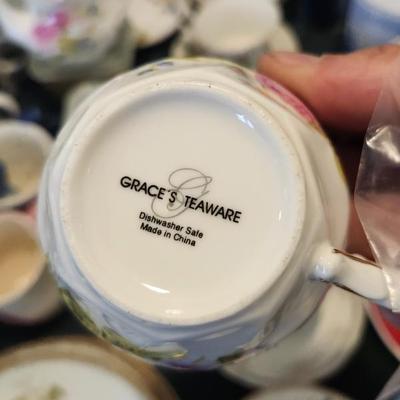 G
GRACE'S TEAWARE
Dishwasher Safe
Made in China